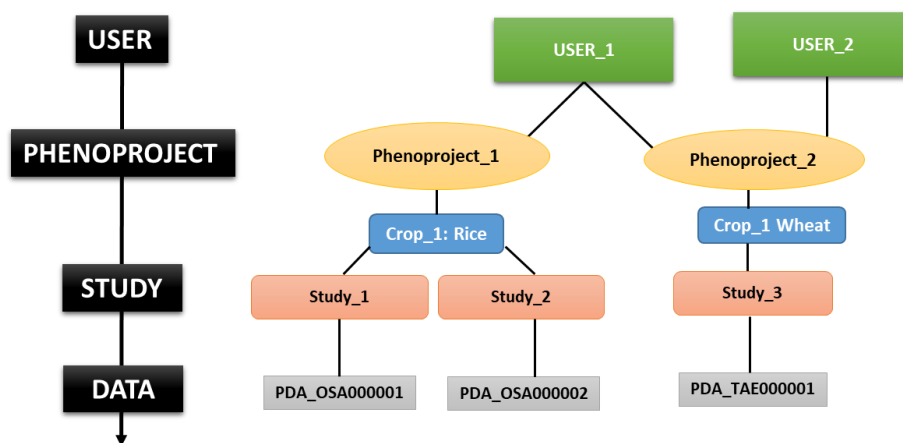 USER
USER_1
USER_2
PHENOPROJECT
Phenoproject_1
Phenoproject_2
Crop_1: Rice
Crop_1 Wheat
STUDY
Study_1
Study_2
Study_3
DATA
PDA_OSA000001
PDA_OSA000002
PDA_TAE000001